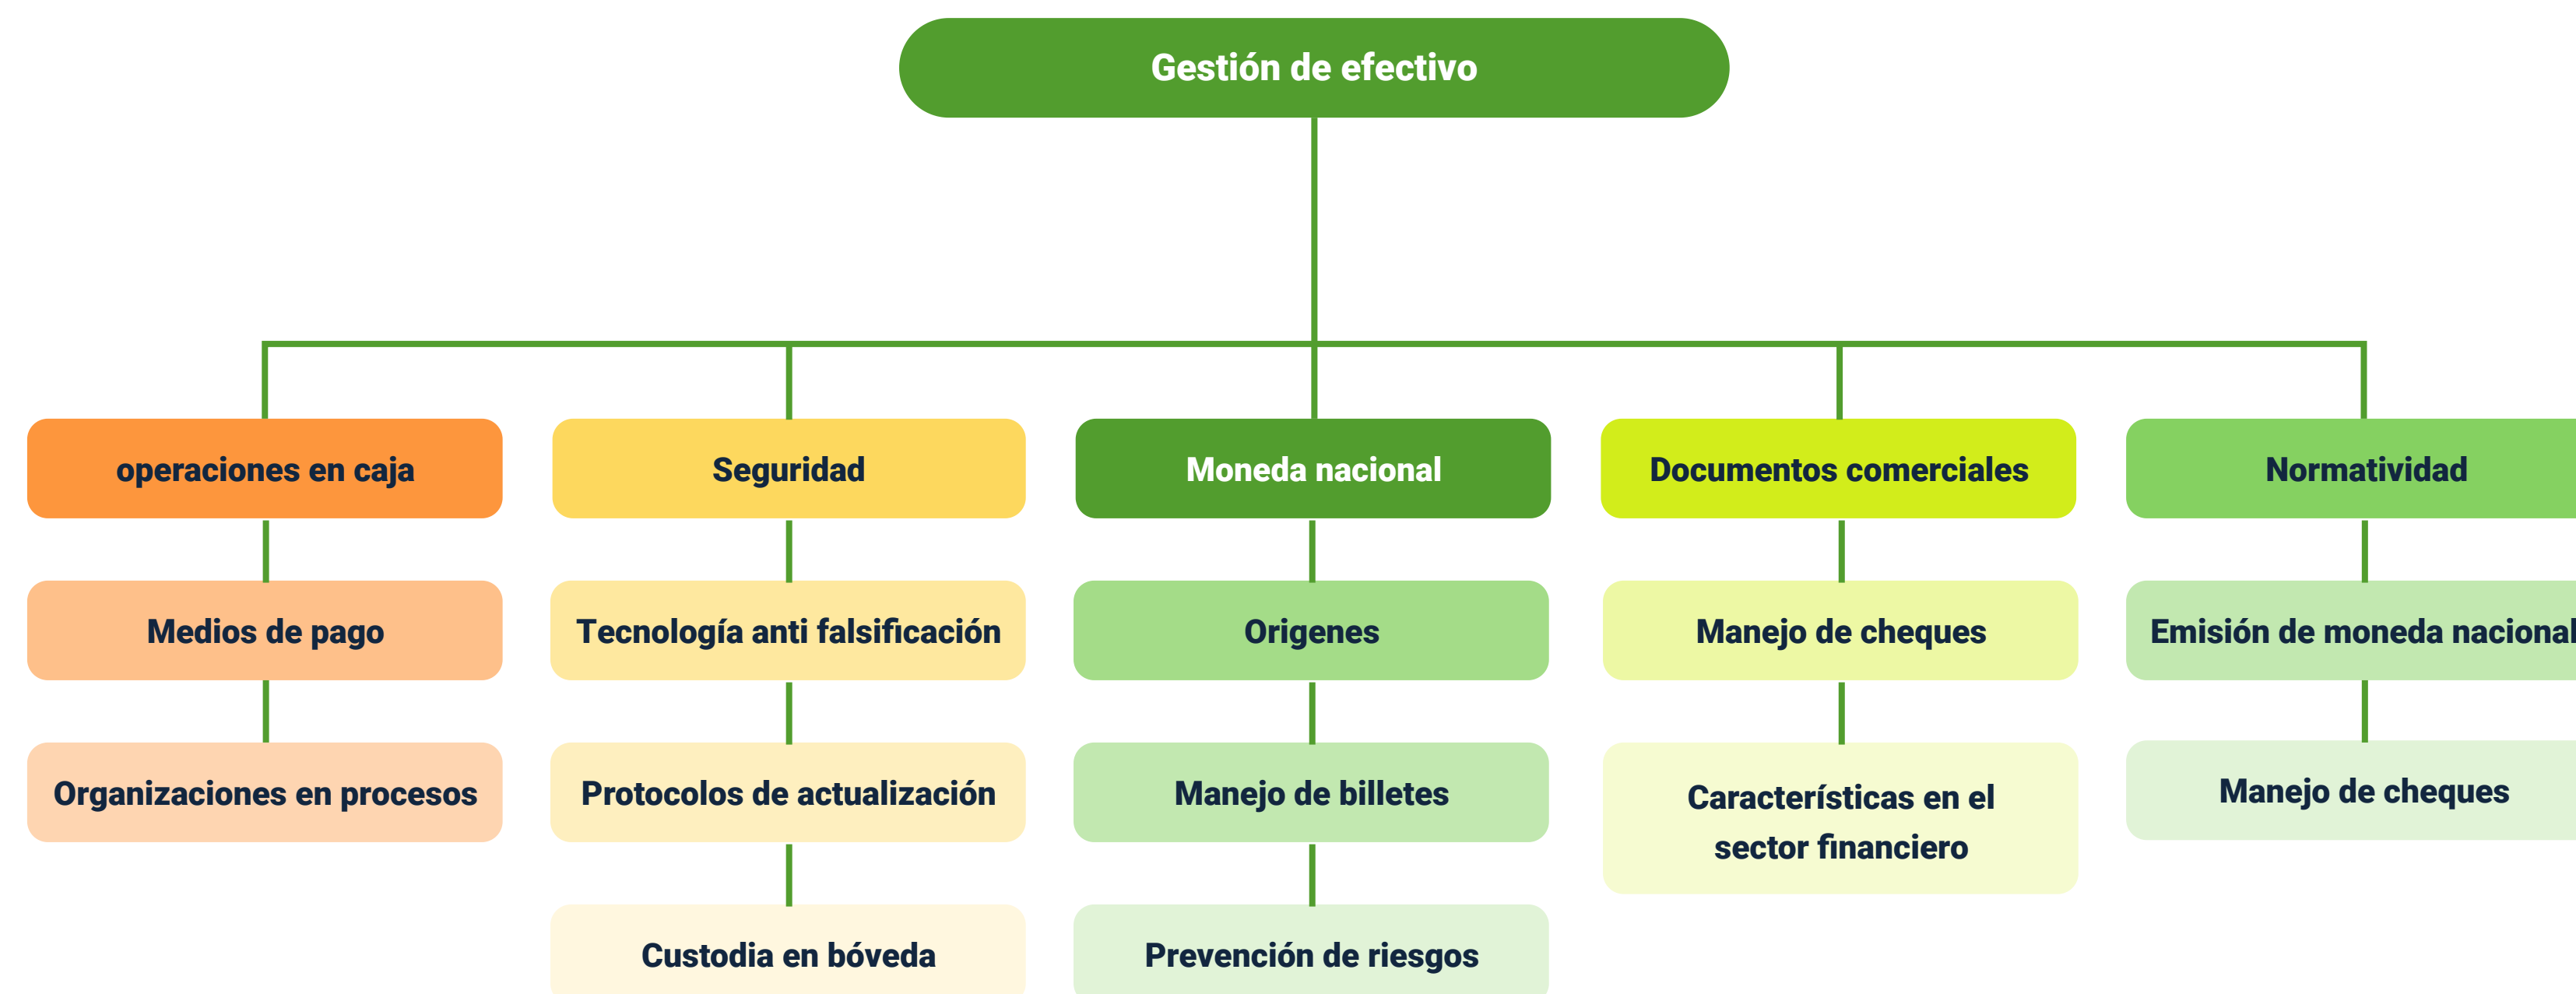 Gestión de efectivo
operaciones en caja
Seguridad
Moneda nacional
Documentos comerciales
Normatividad
Medios de pago
Tecnología anti falsificación
Origenes
Manejo de cheques
Emisión de moneda nacional
Organizaciones en procesos
Protocolos de actualización
Manejo de billetes
Características en el
sector financiero
Manejo de cheques
Custodia en bóveda
Prevención de riesgos